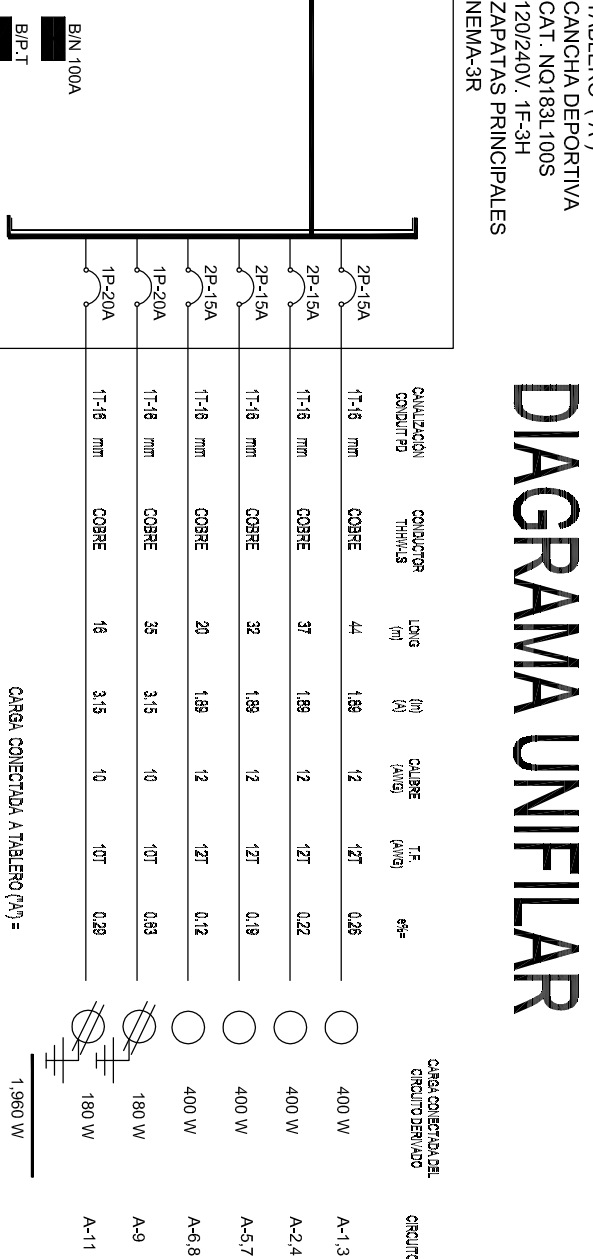 TABLERO ("A")
CANCHA DEPORTIVA
CAT. NQ183L100S
120/240V. 1F-3H
ZAPATAS PRINCIPALES
NEMA-3R
DIAGRAMA UNIFILAR
B/N 100A
B/P.T
CANALIZACION CONDUIT PD CONDUCTOR THHW-LS LONG (m) (In) (A) CALIBRE (AWG) T.F. (AWG) e%= CARGA CONECTADA DEL CIRCUITO DERIVADO CIRCUITO
2P-15A 1T-16 mm COBRE 44 1.89 12 12T 0.26 400 W A-1,3
2P-15A 1T-16 mm COBRE 37 1.89 12 12T 0.22 400 W A-2,4
2P-15A 1T-16 mm COBRE 32 1.89 12 12T 0.19 400 W A-5,7
2P-15A 1T-16 mm COBRE 20 1.89 12 12T 0.12 400 W A-6,8
1P-20A 1T-16 mm COBRE 35 3.15 10 10T 0.63 180 W A-9
1P-20A 1T-16 mm COBRE 16 3.15 10 10T 0.29 180 W A-11
CARGA CONECTADA A TABLERO ("A") = 1,960 W